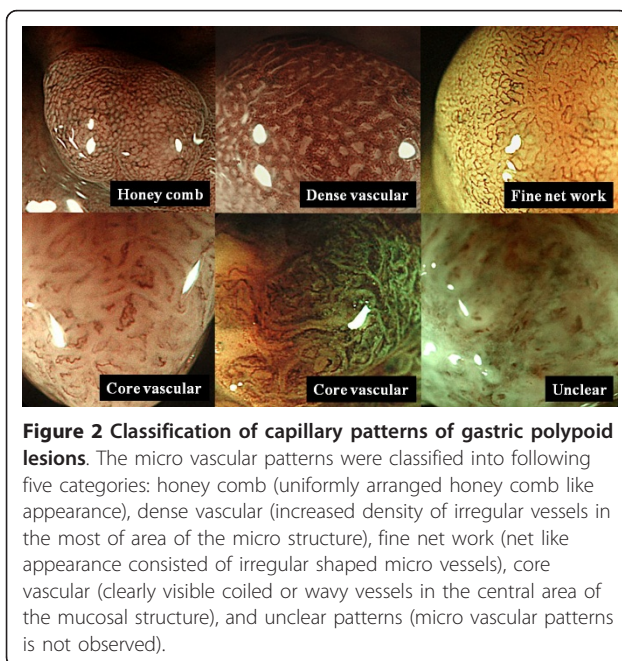 Honey comb
Dense vascular
Fine net work
Core vascular
Core vascular
Unclear
Figure 2 Classification of capillary patterns of gastric polypoid
lesions. The micro vascular patterns were classified into following
five categories: honey comb (uniformly arranged honey comb like
appearance), dense vascular (increased density of irregular vessels in
the most of area of the micro structure), fine net work (net like
appearance consisted of irregular shaped micro vessels), core
vascular (clearly visible coiled or wavy vessels in the central area of
the mucosal structure), and unclear patterns (micro vascular patterns
is not observed).